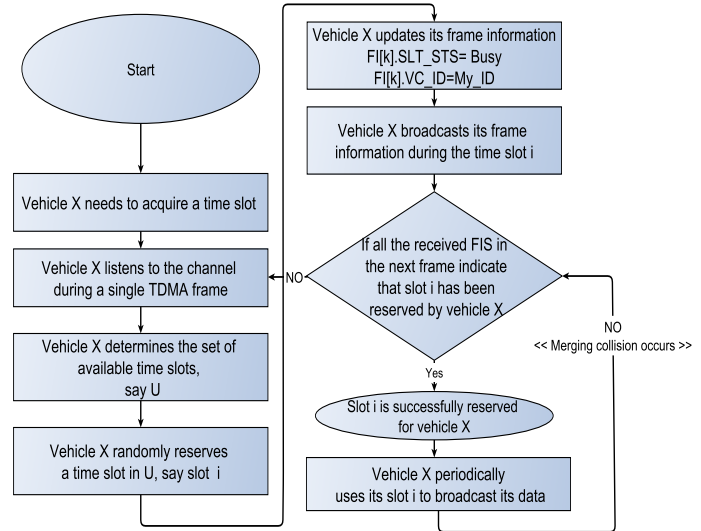 Start
Vehicle X needs to acquire a time slot
Vehicle X listens to the channel
during a single TDMA frame
Vehicle X determines the set of
available time slots,
say U
Vehicle X randomly reserves
a time slot in U, say slot i
Vehicle X updates its frame information
FI[k].SLT_STS= Busy
FI[k].VC_ID=My_ID
Vehicle X broadcasts its frame
information during the time slot i
If all the received FIS in
the next frame indicate
that slot i has been
reserved by vehicle X
NO
Yes
NO
<< Merging collision occurs >>
Slot i is successfully reserved
for vehicle X
Vehicle X periodically
uses its slot i to broadcast its data